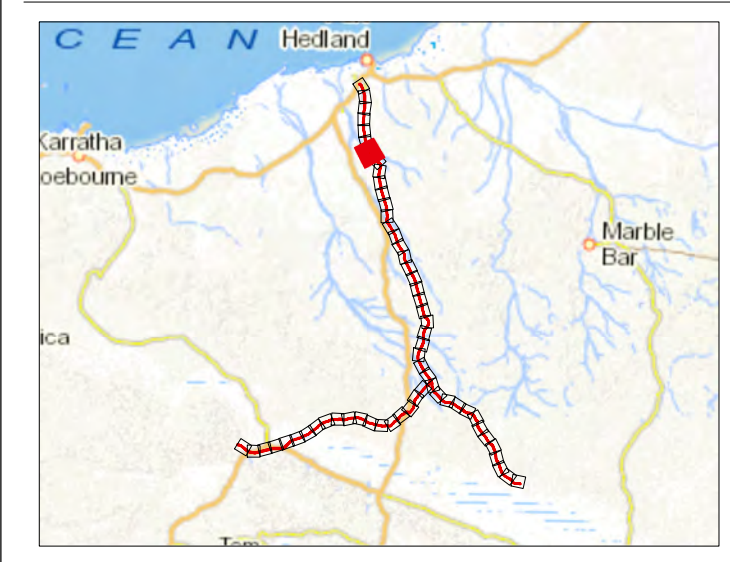 C E A N
Hedland
Karratha
oebourne
Marble
Bar
ica
Tom